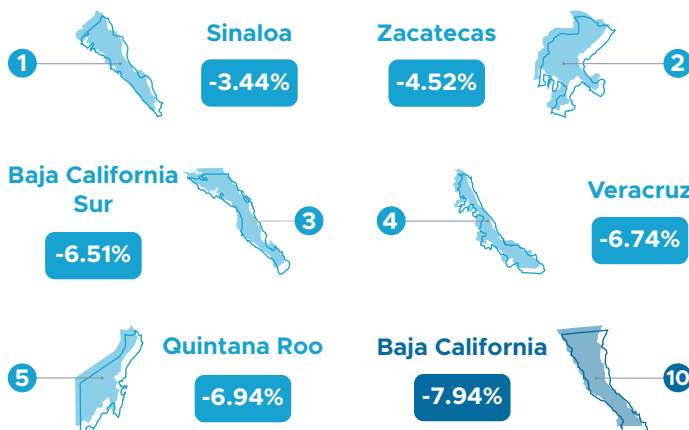 1
Sinaloa
-3.44%
Zacatecas
-4.52%
2
Baja California
Sur
-6.51%
3
4
Veracruz
-6.74%
5
Quintana Roo
-6.94%
Baja California
-7.94%
10